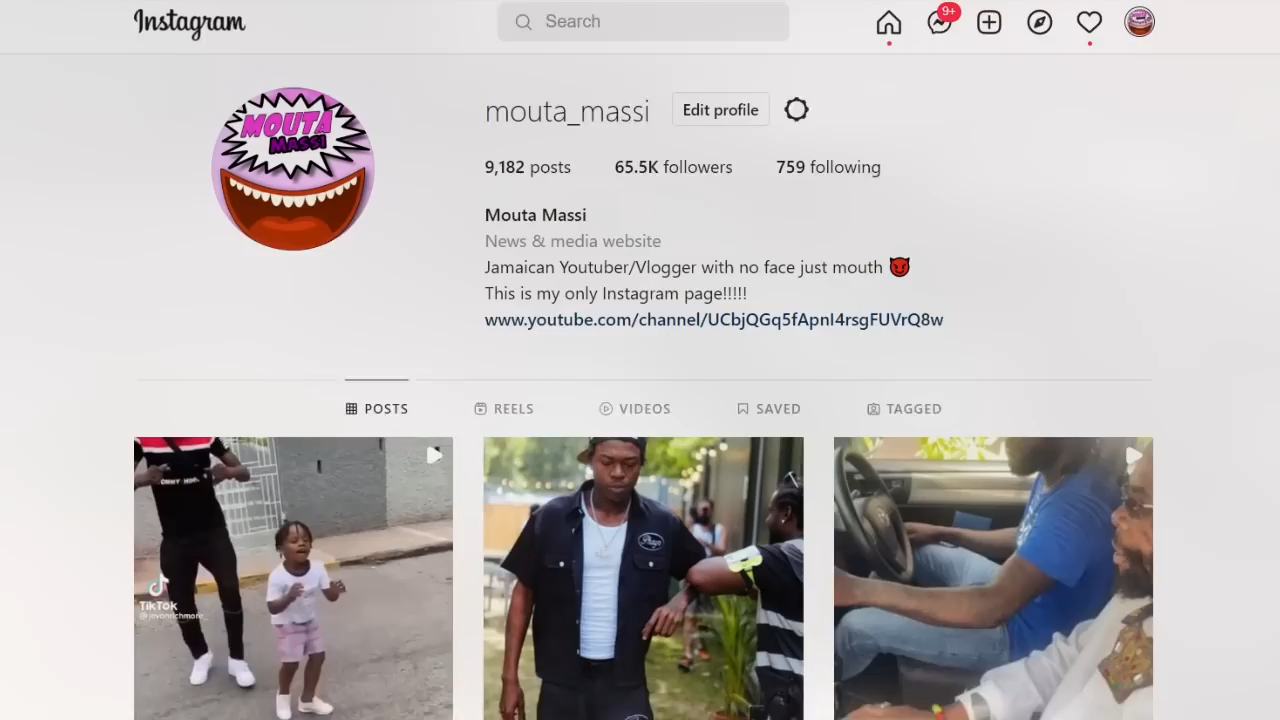 Instagram
Search
9+
MOUTA
MASSI
mouta_massi
Edit profile
9,182 posts
65.5K followers
759 following
Mouta Massi
News & media website
Jamaican Youtuber/Vlogger with no face just mouth 😈
This is my only Instagram page!!!!!
www.youtube.com/channel/UCbjQGq5fApnI4rsgFUVrQ8w
POSTS
REELS
VIDEOS
SAVED
TAGGED
TikTok